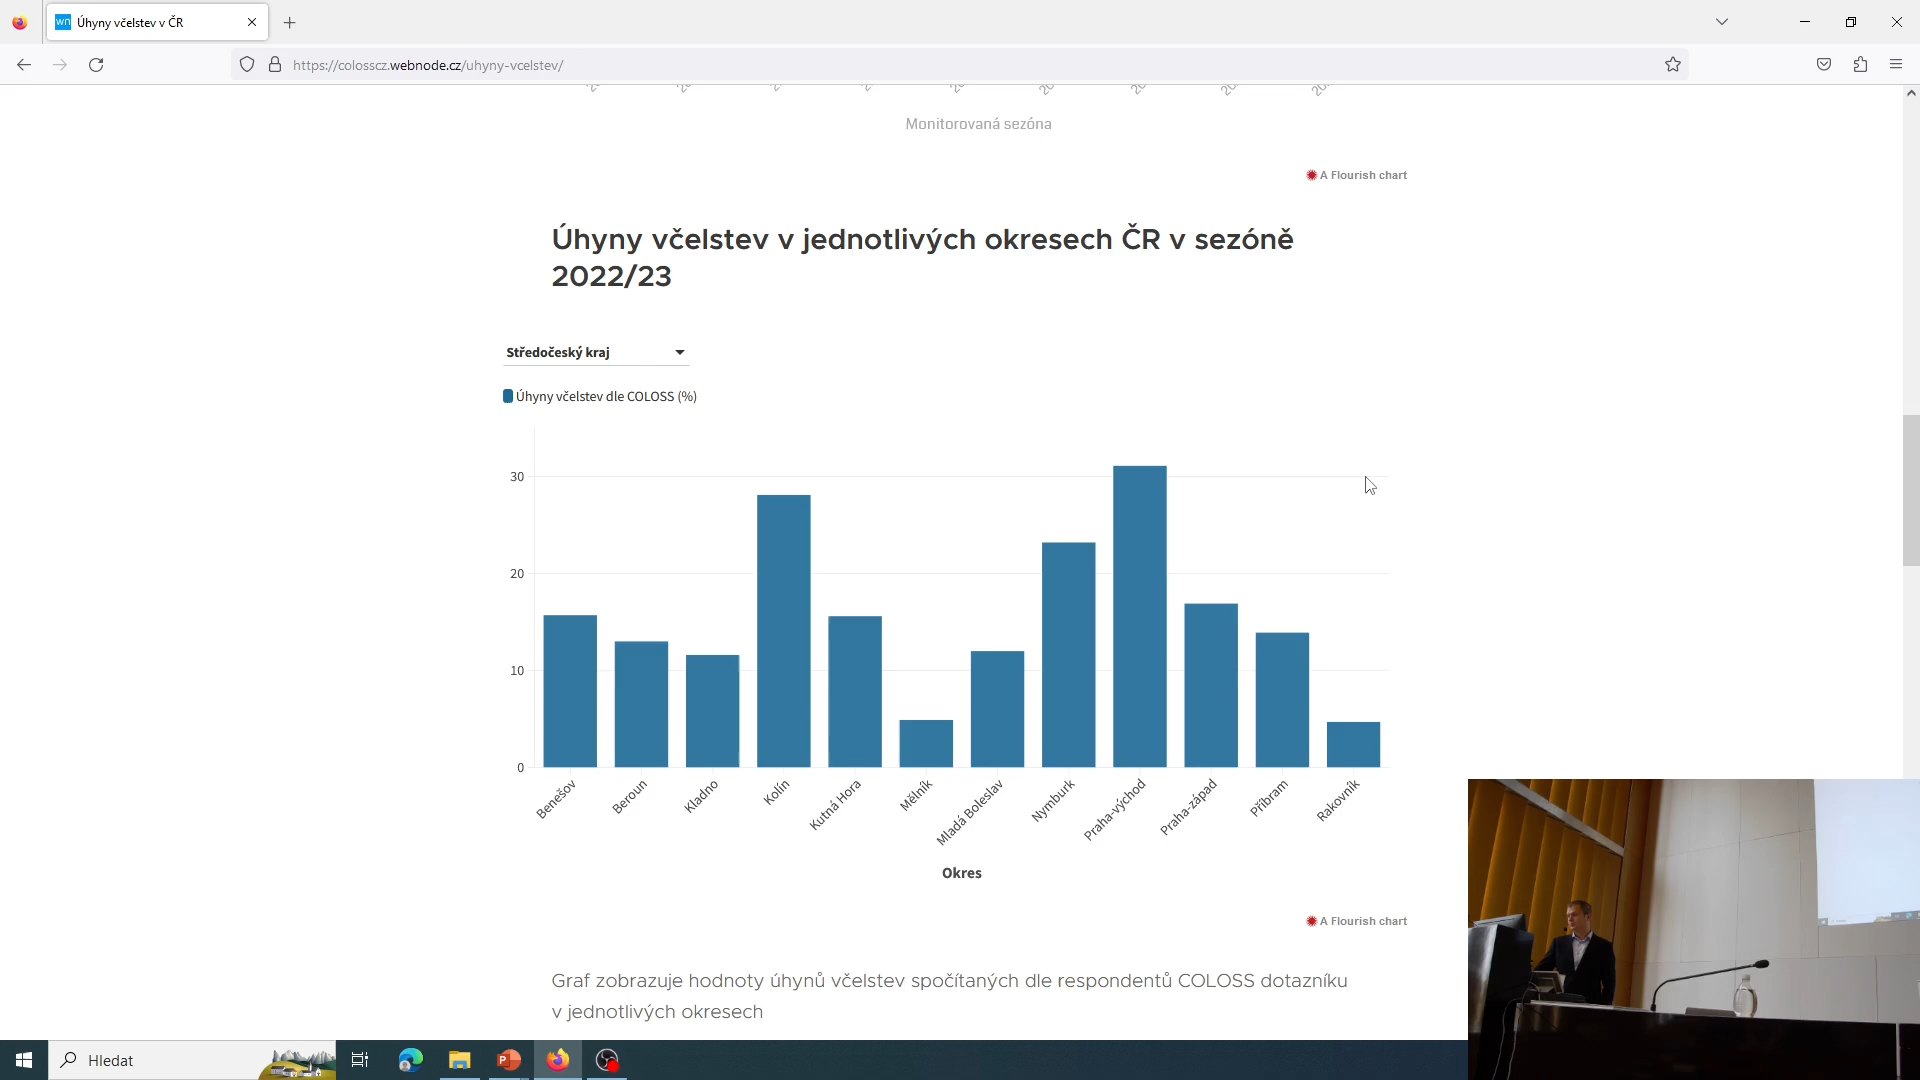 Úhyny včelstev v ČR
https://colosscz.webnode.cz/uhyny-vcelstev/
Monitorovaná sezóna
A Flourish chart
Úhyny včelstev v jednotlivých okresech ČR v sezóně
2022/23
Středočeský kraj
Úhyny včelstev dle COLOSS (%)
30
20
10
0
Benešov
Beroun
Kladno
Kolín
Kutná Hora
Mělník
Mladá Boleslav
Nymburk
Praha-východ
Praha-západ
Příbram
Rakovník
Okres
A Flourish chart
Graf zobrazuje hodnoty úhynů včelstev spočítaných dle respondentů COLOSS dotazníku
v jednotlivých okresech
Hledat